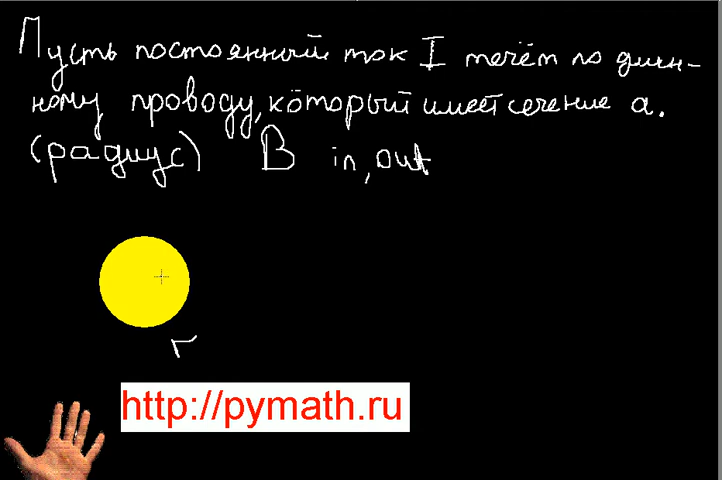 Пусть постоянный ток I течёт по длин-
ному проводу, который имеет сечение a.
(радиус) B in, out
r
http://pymath.ru